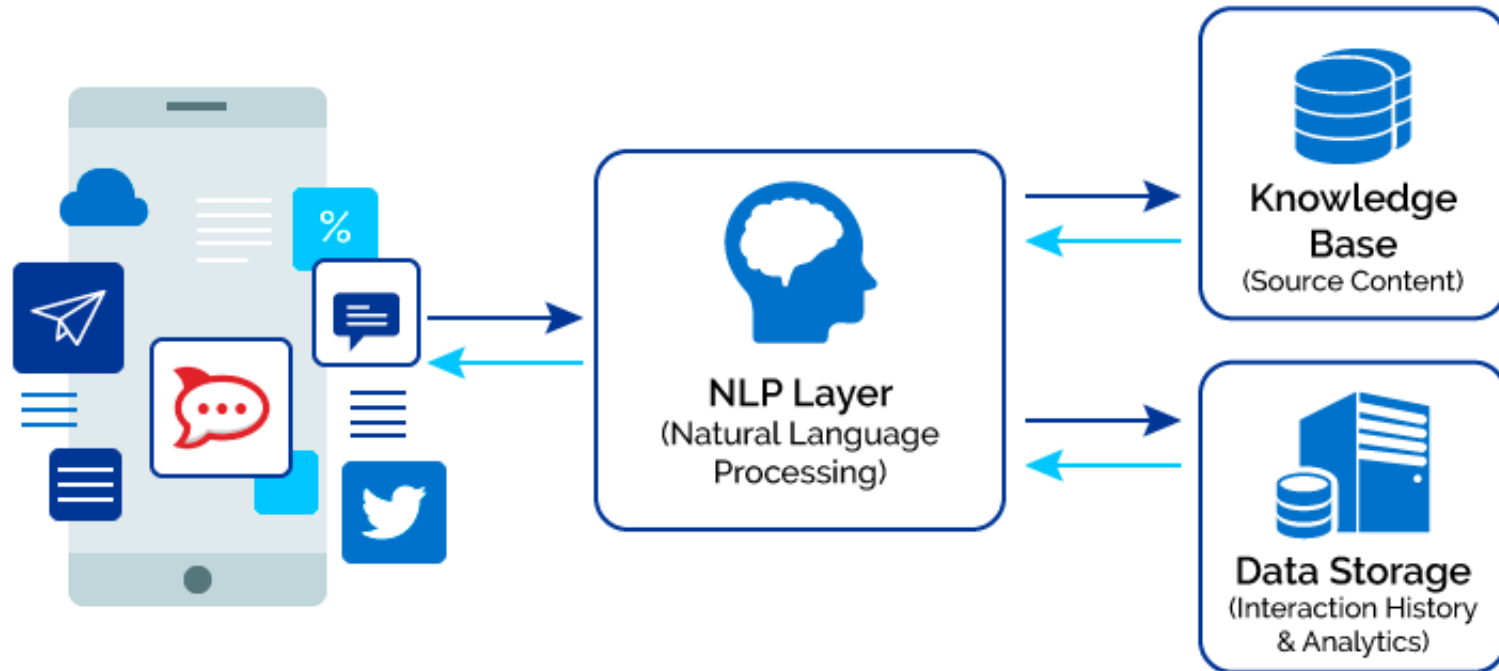 %
NLP Layer
(Natural Language
Processing)
Knowledge
Base
(Source Content)
Data Storage
(Interaction History
& Analytics)